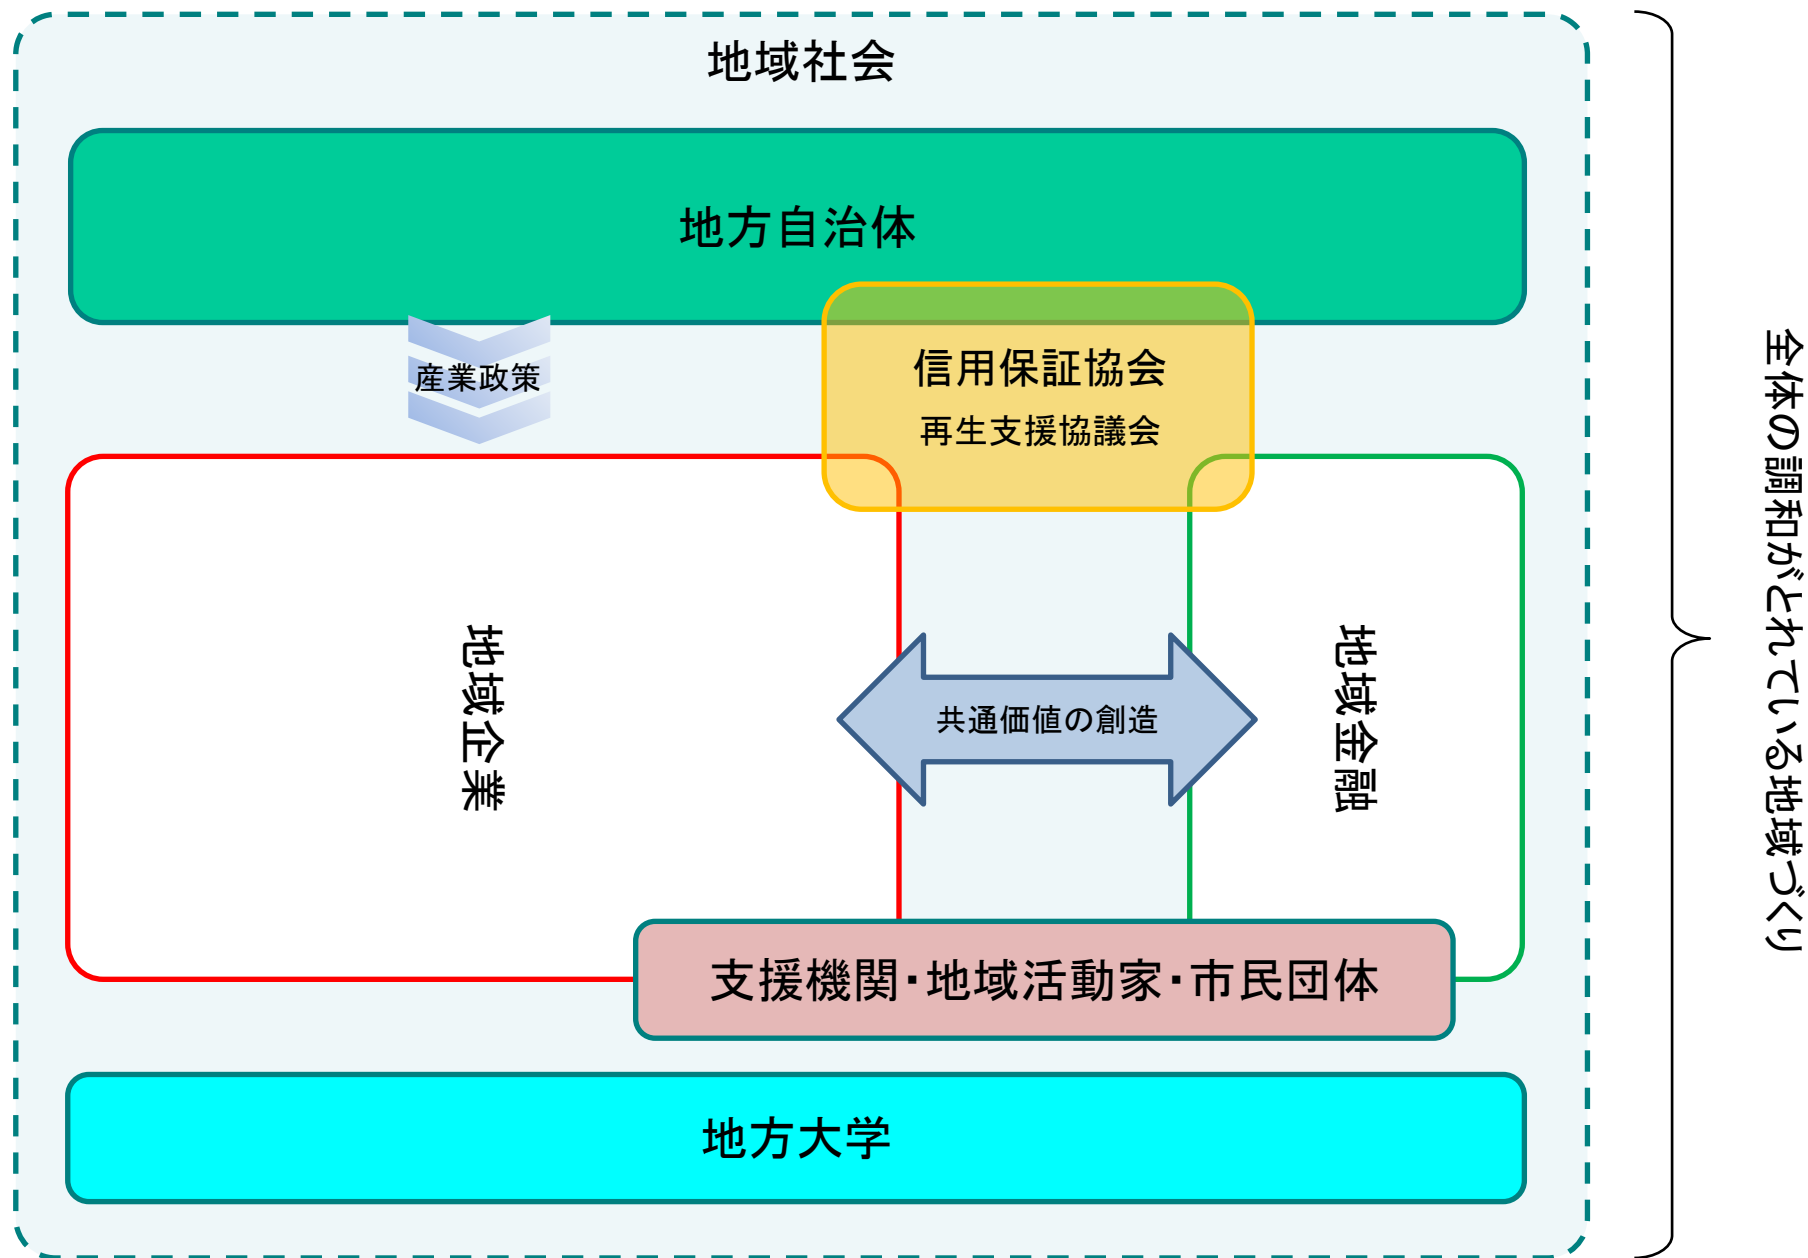 地域社会
地方自治体
産業政策
信用保証協会
再生支援協議会
地域企業
共通価値の創造
地域金融
支援機関・地域活動家・市民団体
地方大学
全体の調和がとれている地域づくり